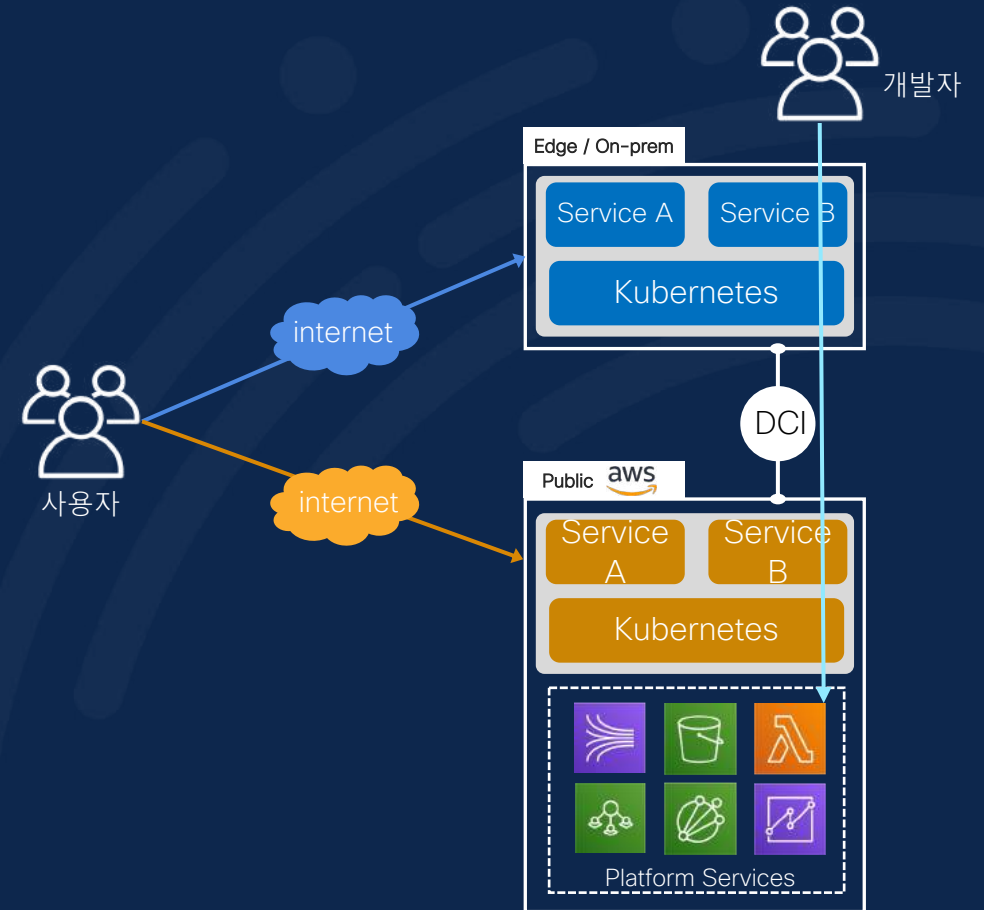 개발자
Edge / On-prem
Service A
Service B
Kubernetes
internet
DCI
사용자
Public aws
internet
Service
A
Service
B
Kubernetes
Platform Services